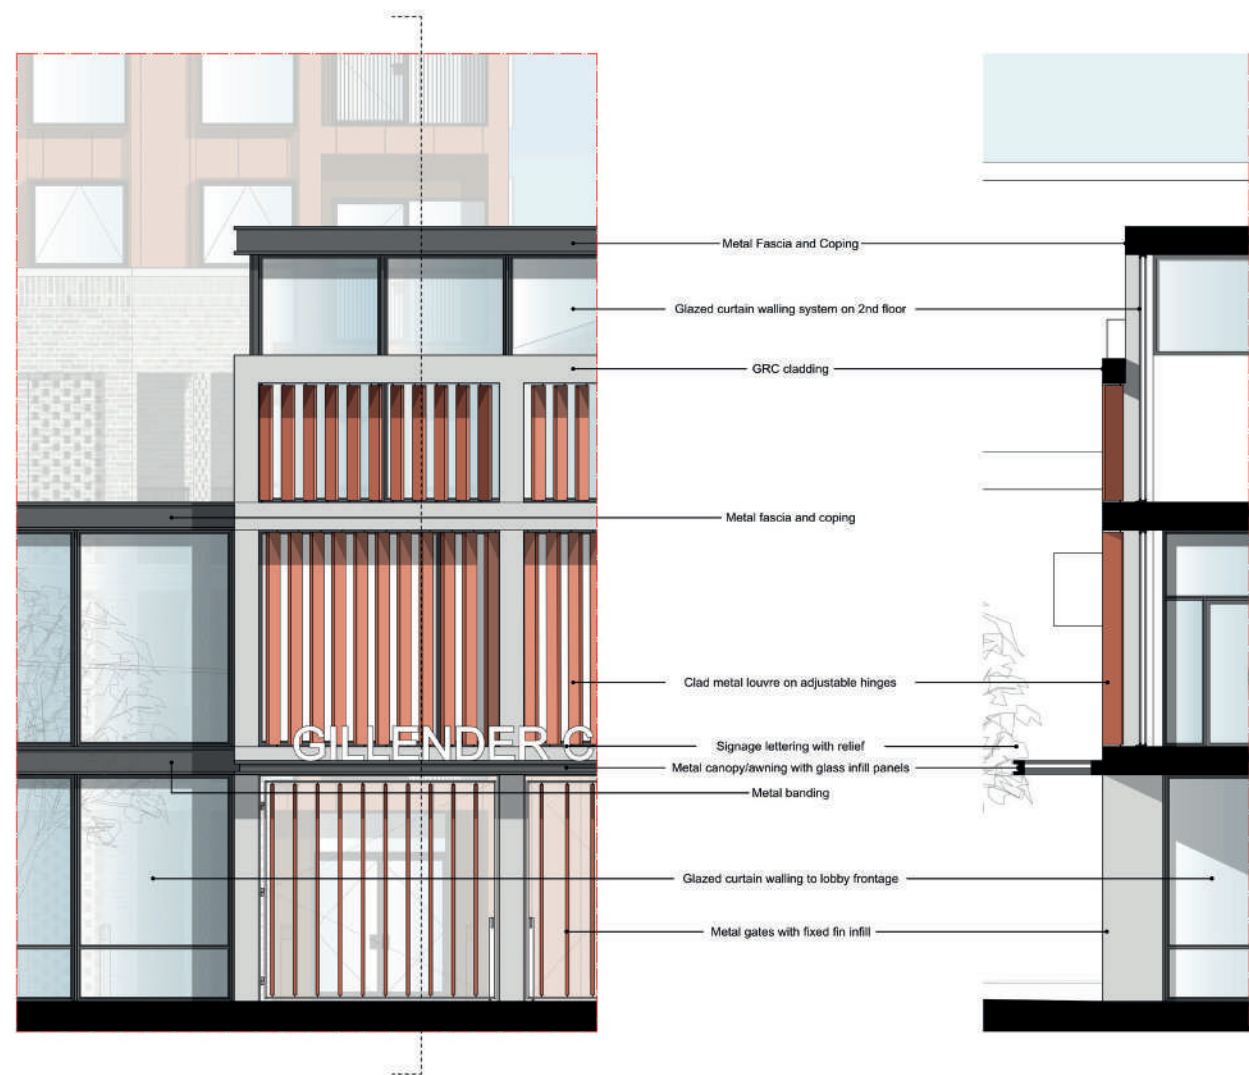 Metal Fascia and Coping
Glazed curtain walling system on 2nd floor
GRC cladding
Metal fascia and coping
Clad metal louvre on adjustable hinges
GILLENDER C
Signage lettering with relief
Metal canopy/awning with glass infill panels
Metal banding
Glazed curtain walling to lobby frontage
Metal gates with fixed fin infill